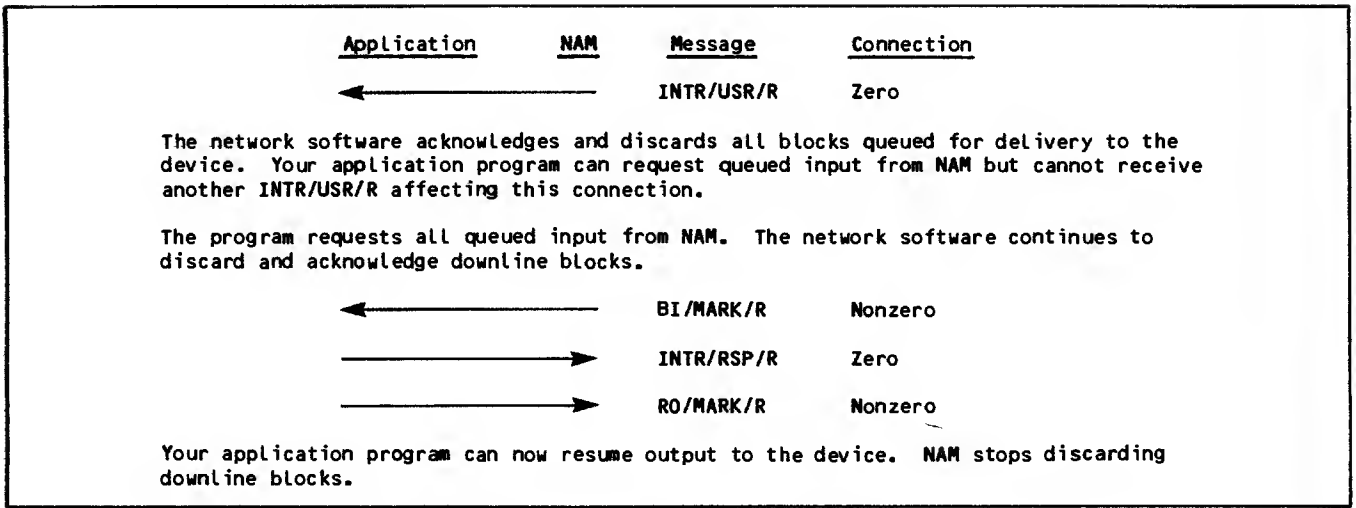 Application NAM Message Connection
INTR/USR/R Zero
The network software acknowledges and discards all blocks queued for delivery to the
device. Your application program can request queued input from NAM but cannot receive
another INTR/USR/R affecting this connection.
The program requests all queued input from NAM. The network software continues to
discard and acknowledge downline blocks.
BI/MARK/R Nonzero
INTR/RSP/R Zero
RO/MARK/R Nonzero
Your application program can now resume output to the device. NAM stops discarding
downline blocks.